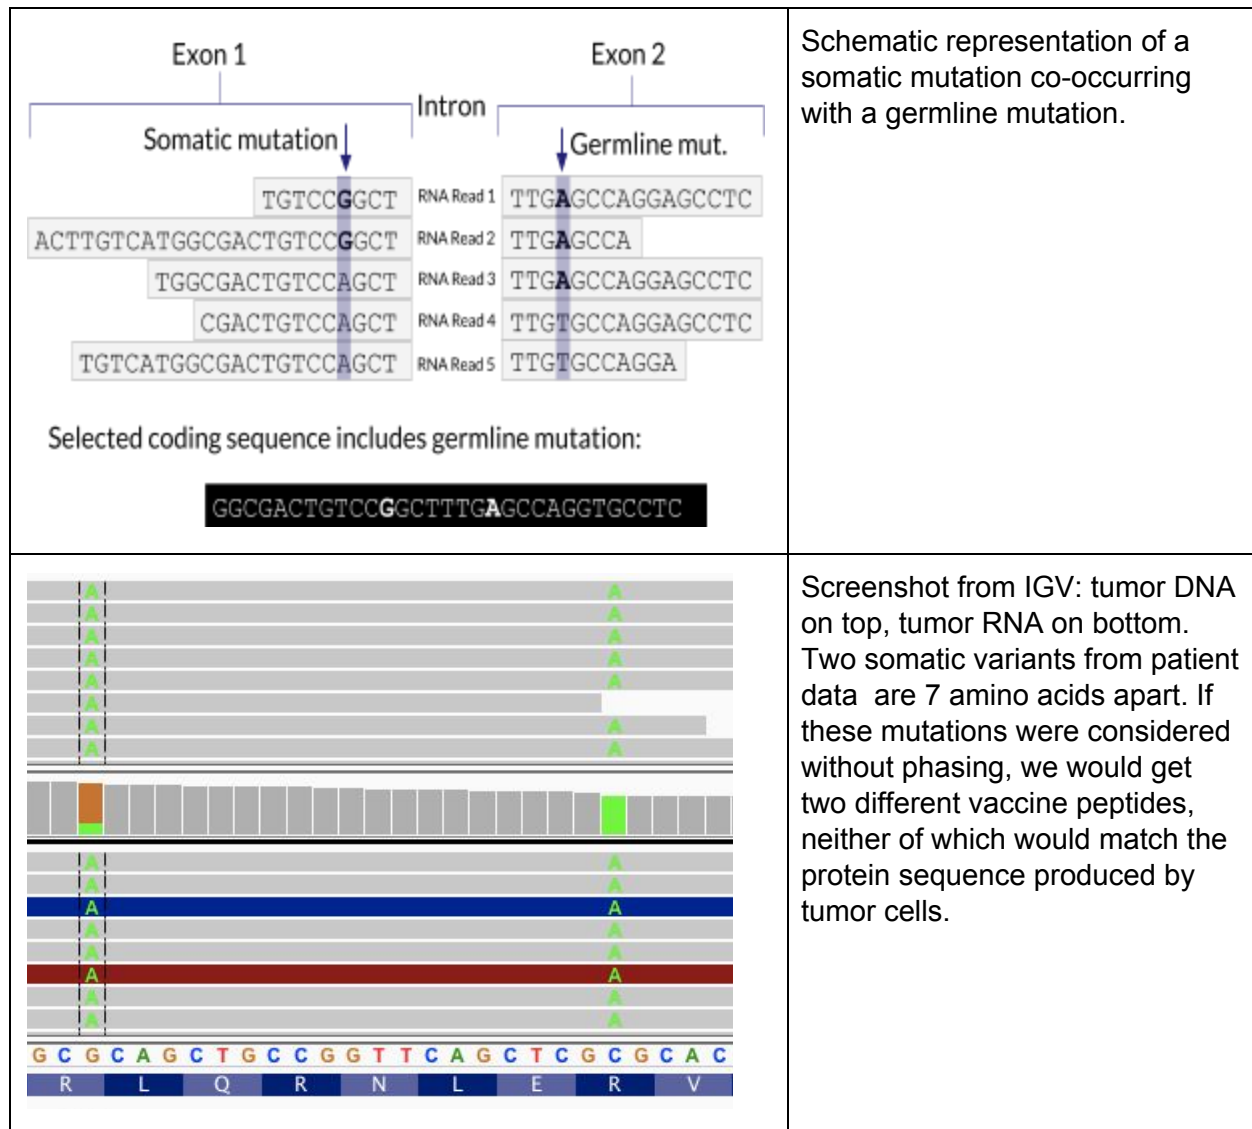 Exon 1
Exon 2
Intron
Somatic mutation
Germline mut.
TGTCCGGCT RNA Read 1 TTGAGCCAGGAGCCTC
ACTTGTCATGGCGACTGTCCGGCT RNA Read 2 TTGAGCCA
TGGCGACTGTCCAGCT RNA Read 3 TTGAGCCAGGAGCCTC
CGACTGTCCAGCT RNA Read 4 TTGTGCCAGGAGCCTC
TGTCATGGCGACTGTCCAGCT RNA Read 5 TTGTGCCAGGA
Selected coding sequence includes germline mutation:
GGCGACTGTCCGGCTTTGAGCCAGGTGCCTC
Schematic representation of a
somatic mutation co-occurring
with a germline mutation.
A A
A A
A A
A A
A A
A
A A
A A
A A
A A
A A
A A
A A
A A
A A
A A
G C G C A G C T G C C G G T T C A G C T C G C G C A C
R L Q R N L E R V
Screenshot from IGV: tumor DNA
on top, tumor RNA on bottom.
Two somatic variants from patient
data are 7 amino acids apart. If
these mutations were considered
without phasing, we would get
two different vaccine peptides,
neither of which would match the
protein sequence produced by
tumor cells.